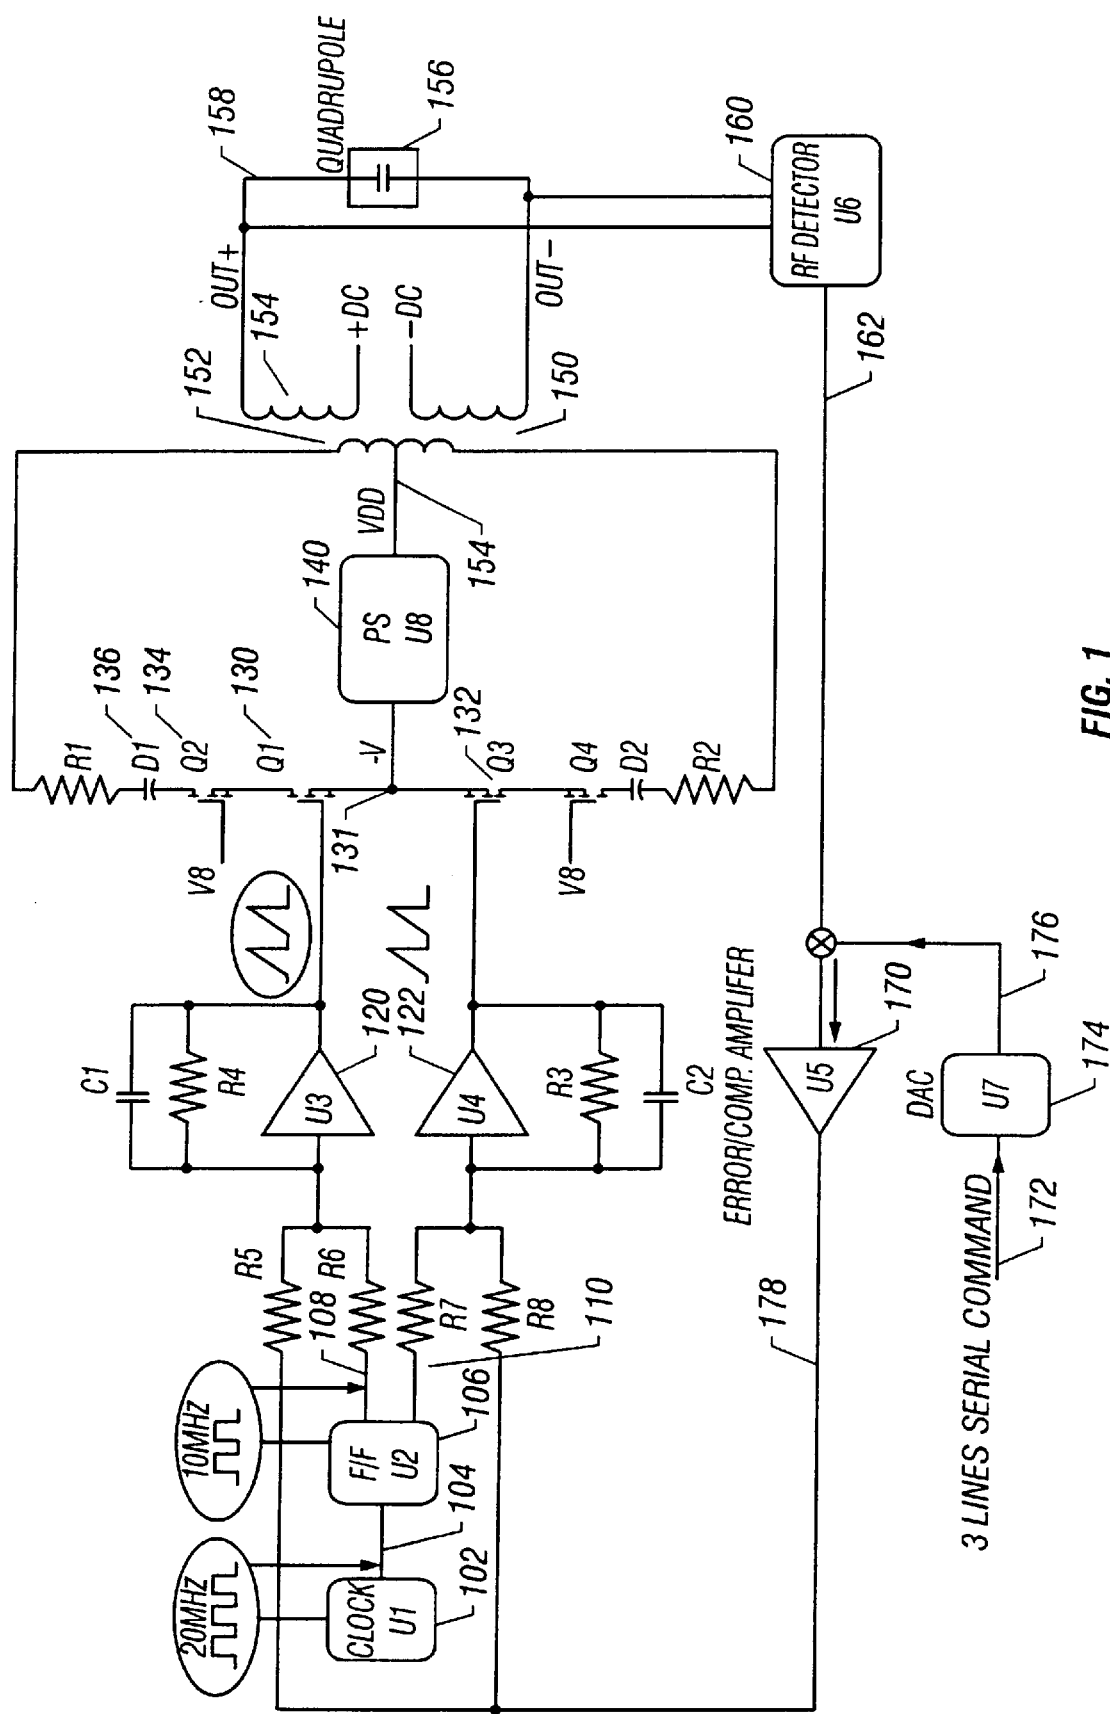 20MHZ
10MHZ
CLOCK
U1
102
104
F/F
U2
106
108
110
R5
R6
R7
R8
C1
R4
U3
120
122
U4
R3
C2
V8
V8
R1
D1
136
Q2
134
Q1
130
131
-V
132
Q3
Q4
D2
R2
PS
U8
140
VDD
154
152
154
150
OUT+
+DC
-DC
OUT-
158
QUADRUPOLE
156
160
RF DETECTOR
U6
162
ERROR/COMP. AMPLIFER
U5
170
176
DAC
U7
174
3 LINES SERIAL COMMAND
172
178
FIG. 1